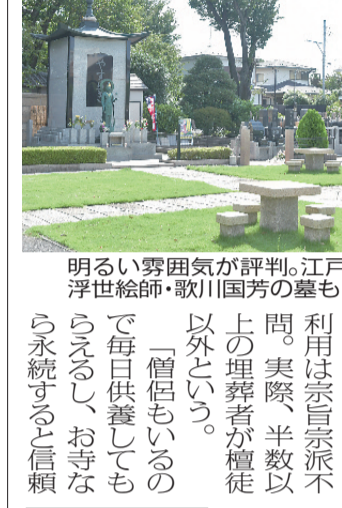 明るい雰囲気が評判。江戸
浮世絵師・歌川国芳の墓も
利用は宗旨宗派不
問。実際、半数以
上の埋葬者が檀徒
以外という。
「僧侶もいるの
で毎日供養しても
らえるし、お寺な
ら永続すると信頼